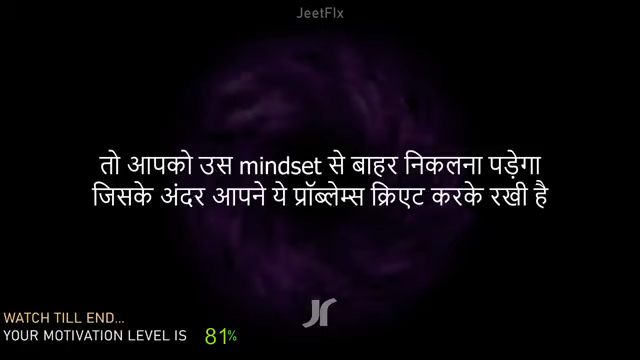 JeetFlx
तो आपको उस mindset से बाहर निकलना पड़ेगा
जिसके अंदर आपने ये प्रॉब्लेम्स क्रिएट करके रखी है
WATCH TILL END...
YOUR MOTIVATION LEVEL IS 81%